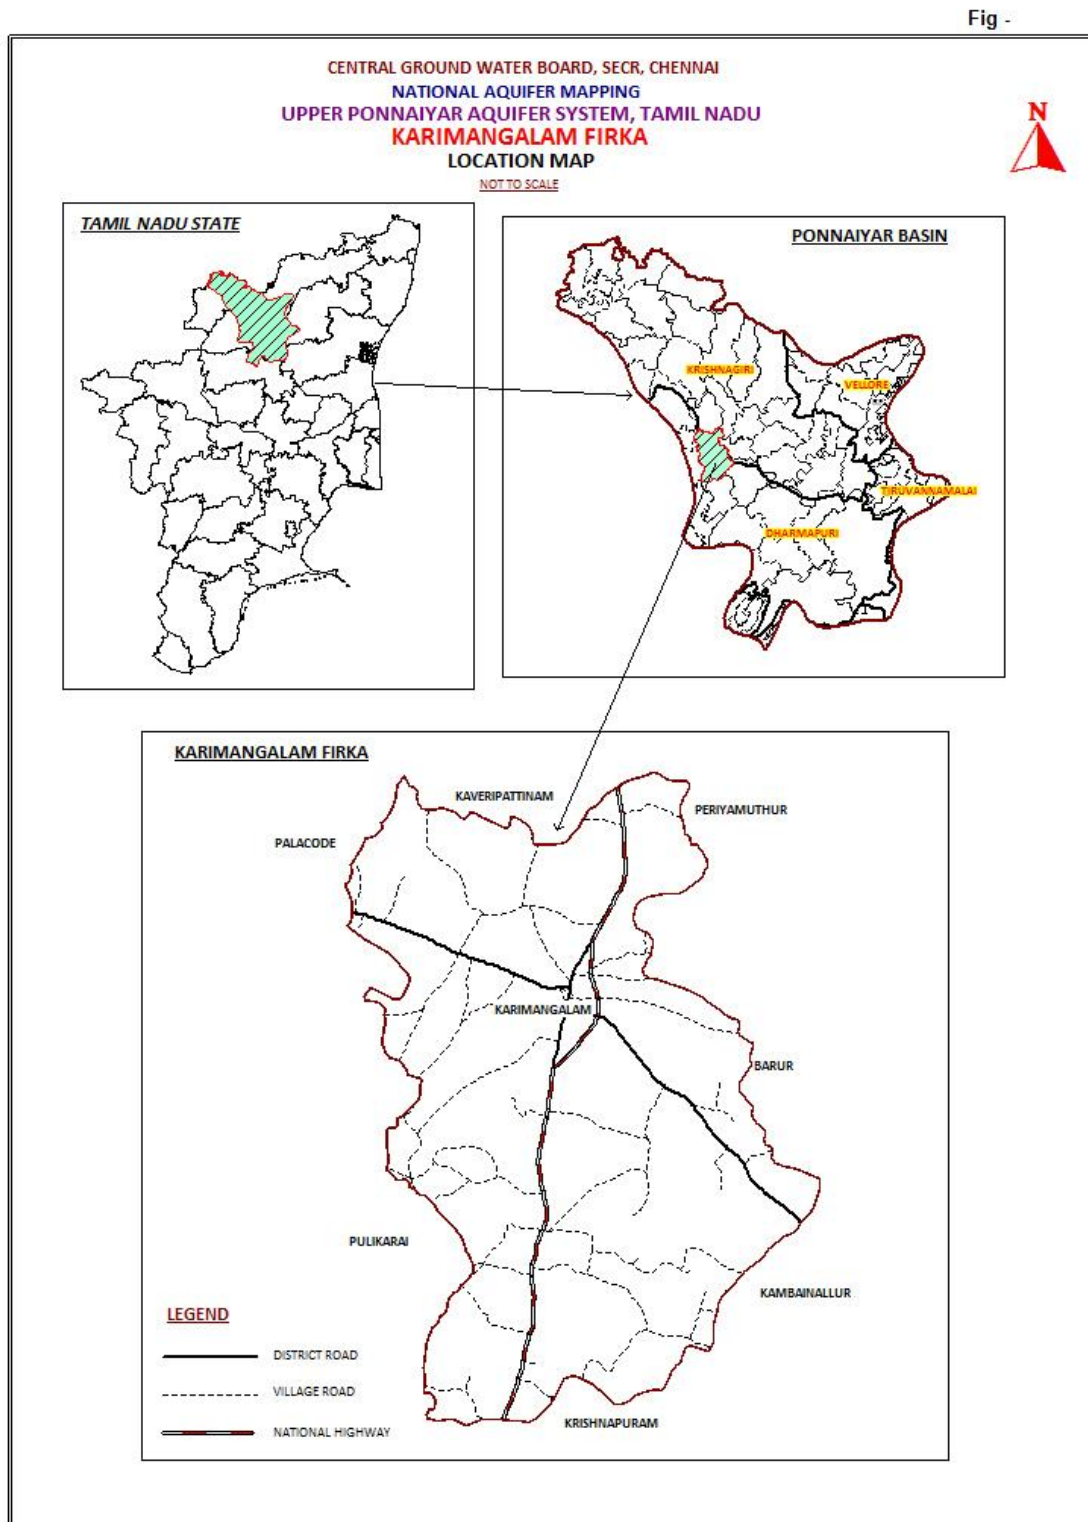 Fig -
CENTRAL GROUND WATER BOARD, SECR, CHENNAI
NATIONAL AQUIFER MAPPING
UPPER PONNAIYAR AQUIFER SYSTEM, TAMIL NADU
KARIMANGALAM FIRKA
LOCATION MAP
NOT TO SCALE
N
TAMIL NADU STATE
PONNAIYAR BASIN
KRISHNAGIRI
VELLORE
TIRUVANNAMALAI
DHARMAPURI
KARIMANGALAM FIRKA
KAVERIPATTINAM
PERIYAMUTHUR
PALACODE
KARIMANGALAM
BARUR
PULIKARAI
KAMBAINALLUR
LEGEND
DISTRICT ROAD
VILLAGE ROAD
NATIONAL HIGHWAY
KRISHNAPURAM